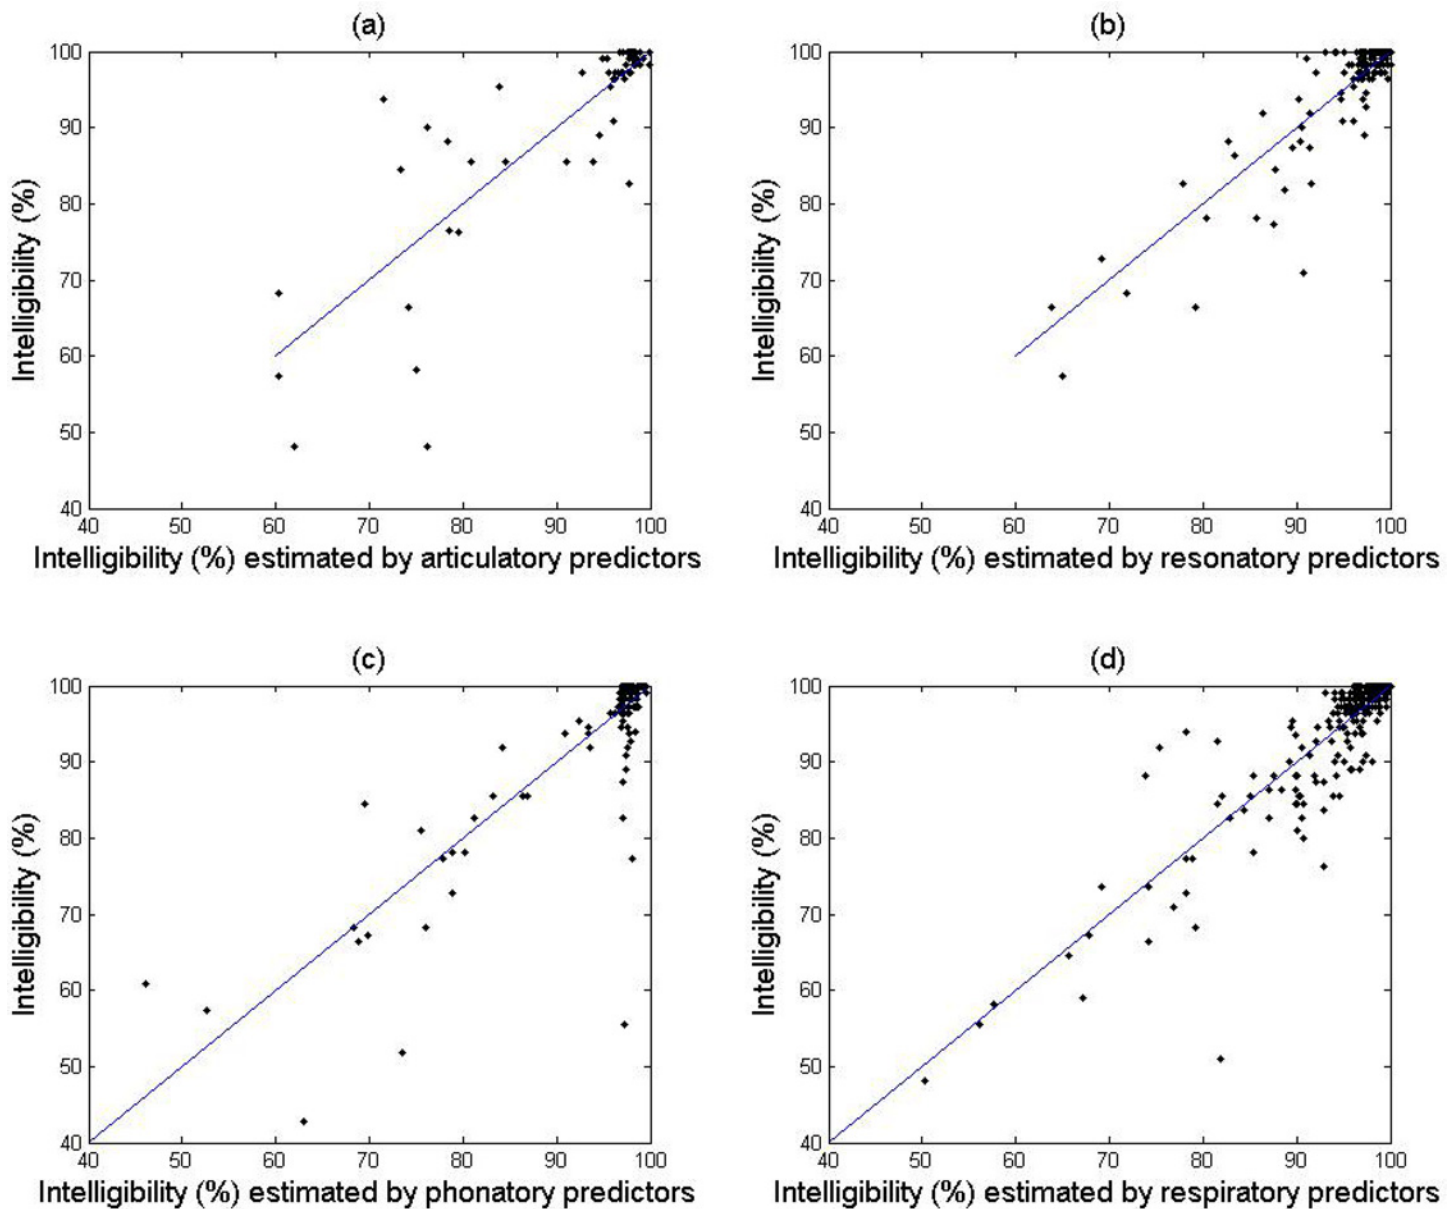 (a)
100
90
80
70
60
50
40
Intelligibility (%)
40 50 60 70 80 90 100
Intelligibility (%) estimated by articulatory predictors
(b)
100
90
80
70
60
50
40
Intelligibility (%)
40 50 60 70 80 90 100
Intelligibility (%) estimated by resonatory predictors
(c)
100
90
80
70
60
50
40
Intelligibility (%)
40 50 60 70 80 90 100
Intelligibility (%) estimated by phonatory predictors
(d)
100
90
80
70
60
50
40
Intelligibility (%)
40 50 60 70 80 90 100
Intelligibility (%) estimated by respiratory predictors